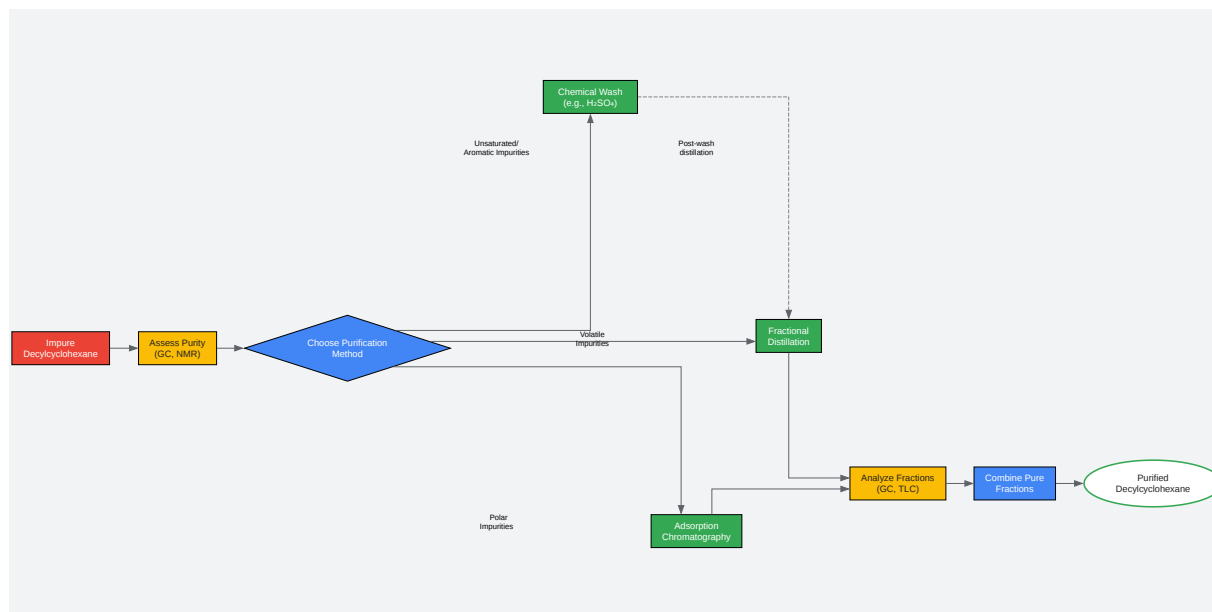 Chemical Wash
(e.g., H₂SO₄)
Unsaturated/
Aromatic Impurities
Post-wash
distillation
Impure
Decylcyclohexane
Assess Purity
(GC, NMR)
Choose Purification
Method
Volatile
Impurities
Fractional
Distillation
Polar
Impurities
Adsorption
Chromatography
Analyze Fractions
(GC, TLC)
Combine Pure
Fractions
Purified
Decylcyclohexane